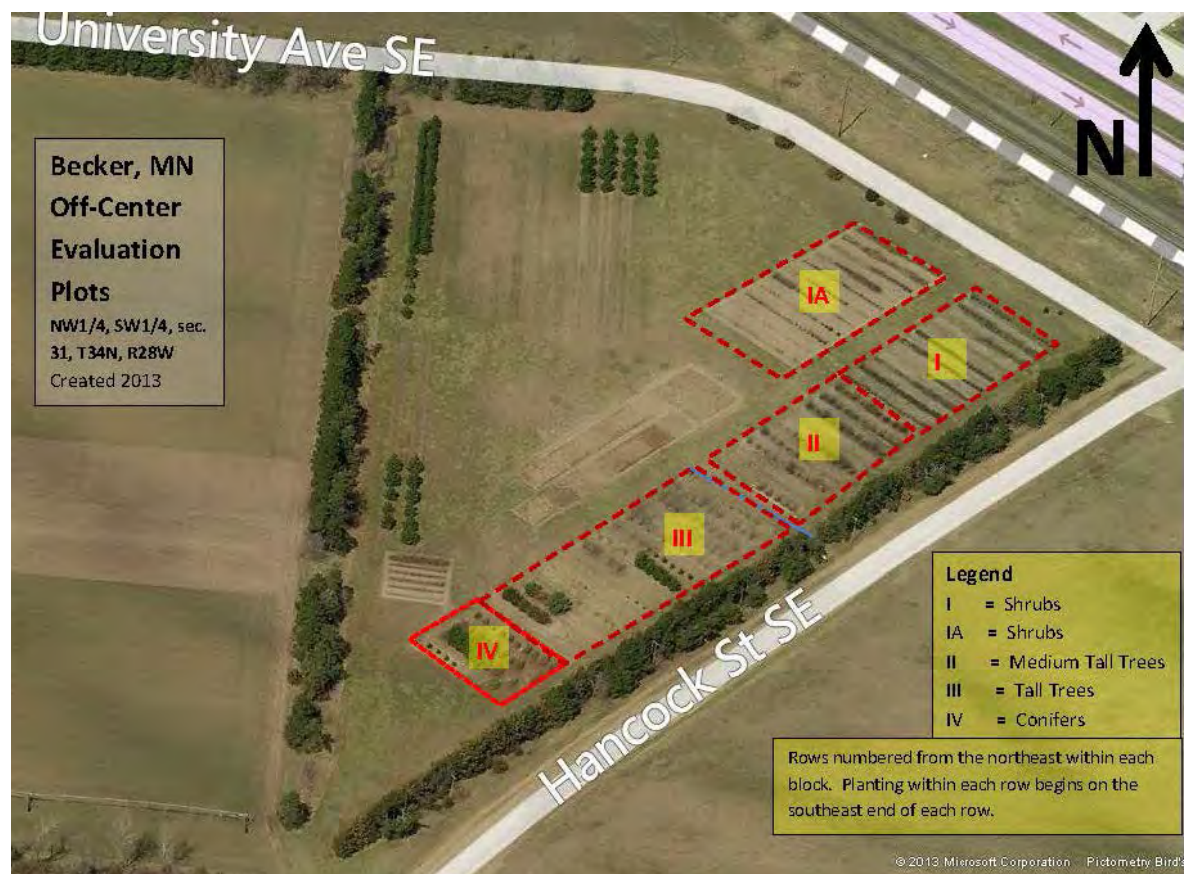 University Ave SE
N
Becker, MN
Off-Center
Evaluation
Plots
NW1/4, SW1/4, sec.
31, T34N, R28W
Created 2013
IA
I
II
III
IV
Hancock St SE
Legend
I = Shrubs
IA = Shrubs
II = Medium Tall Trees
III = Tall Trees
IV = Conifers
Rows numbered from the northeast within each
block. Planting within each row begins on the
southeast end of each row.
© 2013 Microsoft Corporation Pictometry Bird's